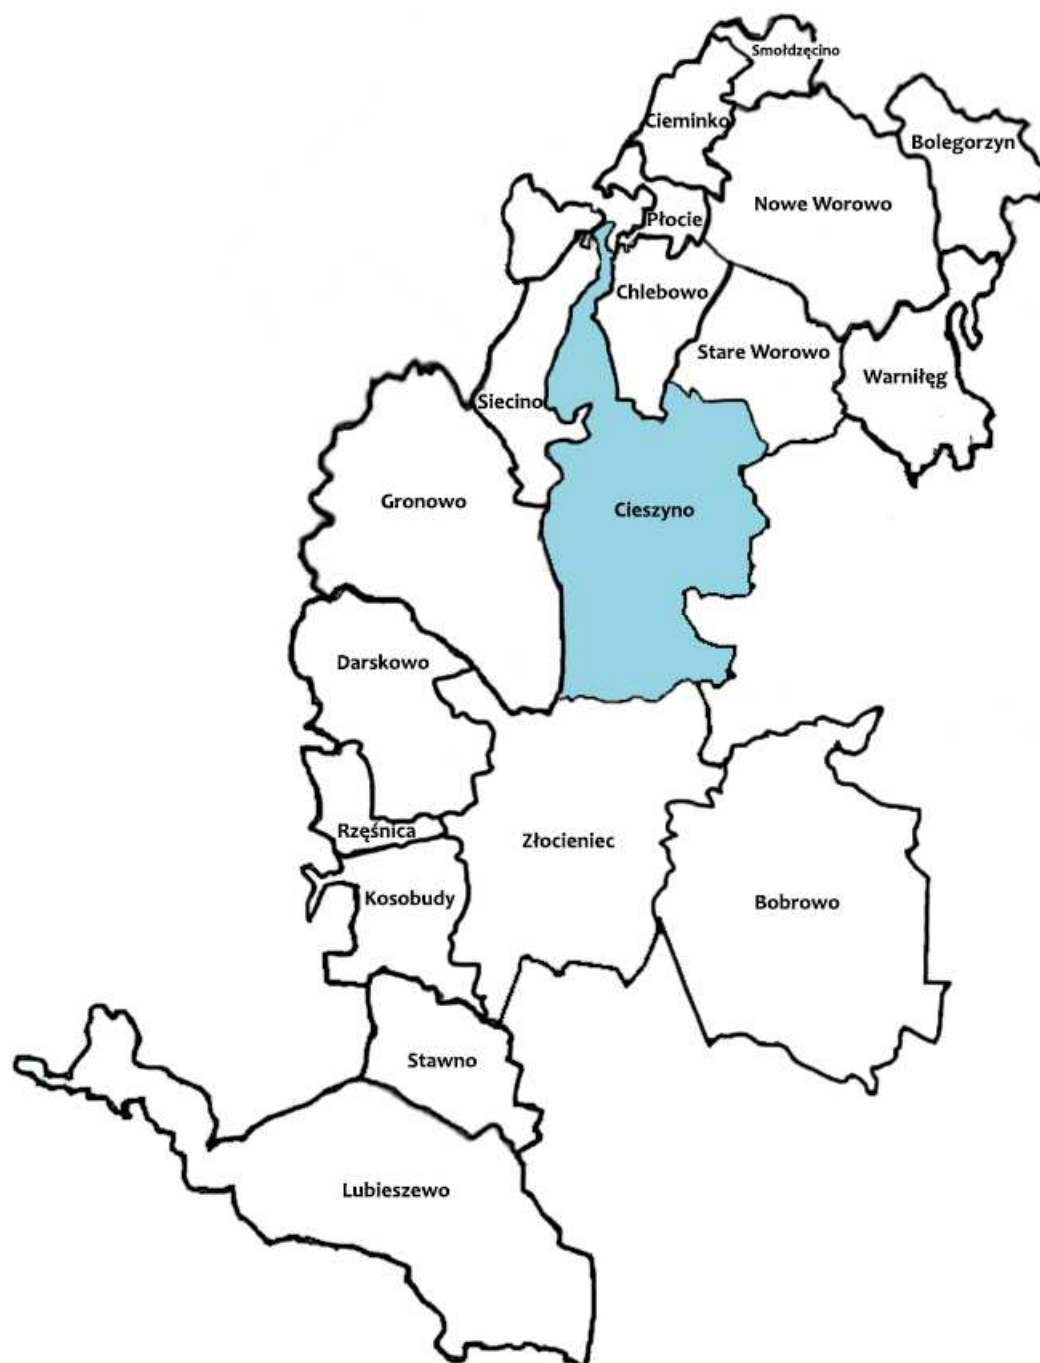 Smołdzęcino
Cieminko
Bolegorzyn
Nowe Worowo
Płocie
Chlebowo
Stare Worowo
Warniłęg
Siecino
Gronowo
Cieszyno
Darskowo
Rzęśnica
Złocieniec
Kosobudy
Bobrowo
Stawno
Lubieszewo